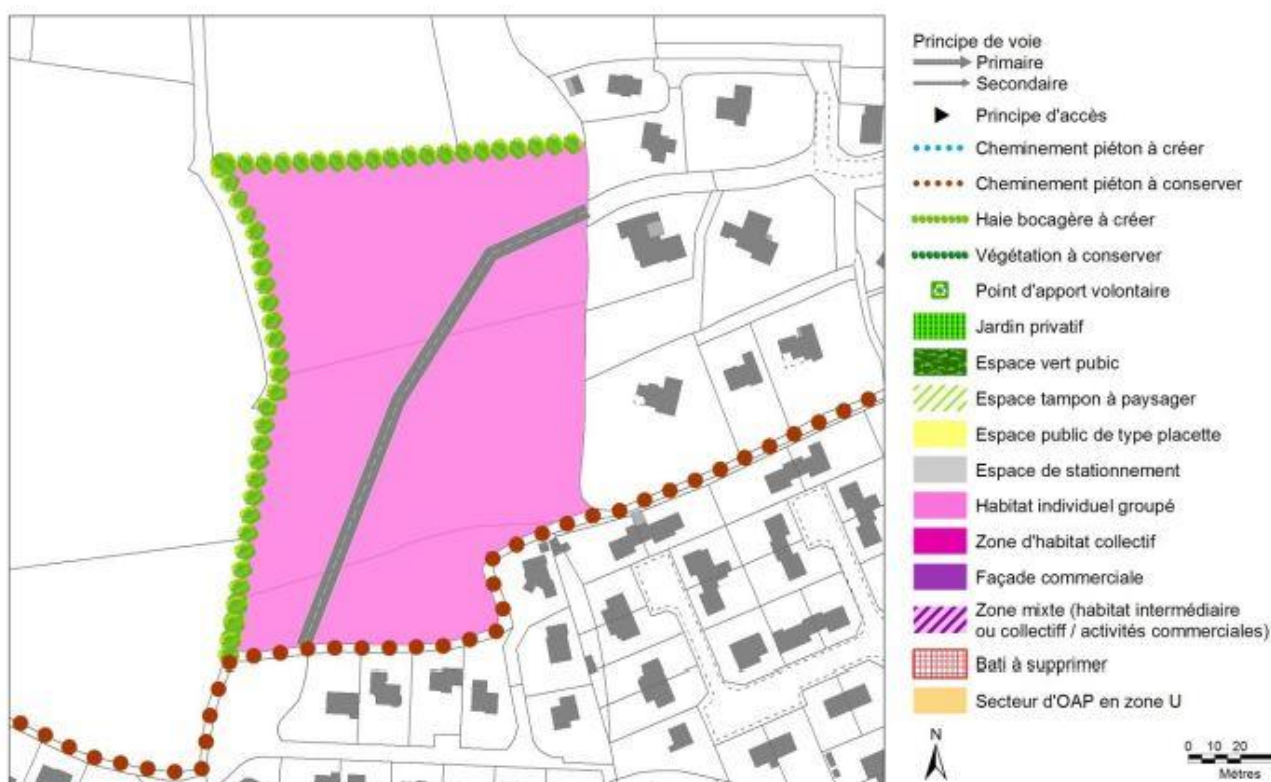 Principe de voie
Primaire
Secondaire
Principe d'accès
Cheminement piéton à créer
Cheminement piéton à conserver
Haie bocagère à créer
Végétation à conserver
Point d'apport volontaire
Jardin privatif
Espace vert pubic
Espace tampon à paysager
Espace public de type placette
Espace de stationnement
Habitat individuel groupé
Zone d'habitat collectif
Façade commerciale
Zone mixte (habitat intermédiaire
ou collectiff / activités commerciales)
Bati à supprimer
Secteur d'OAP en zone U
N
0 10 20
Mètres